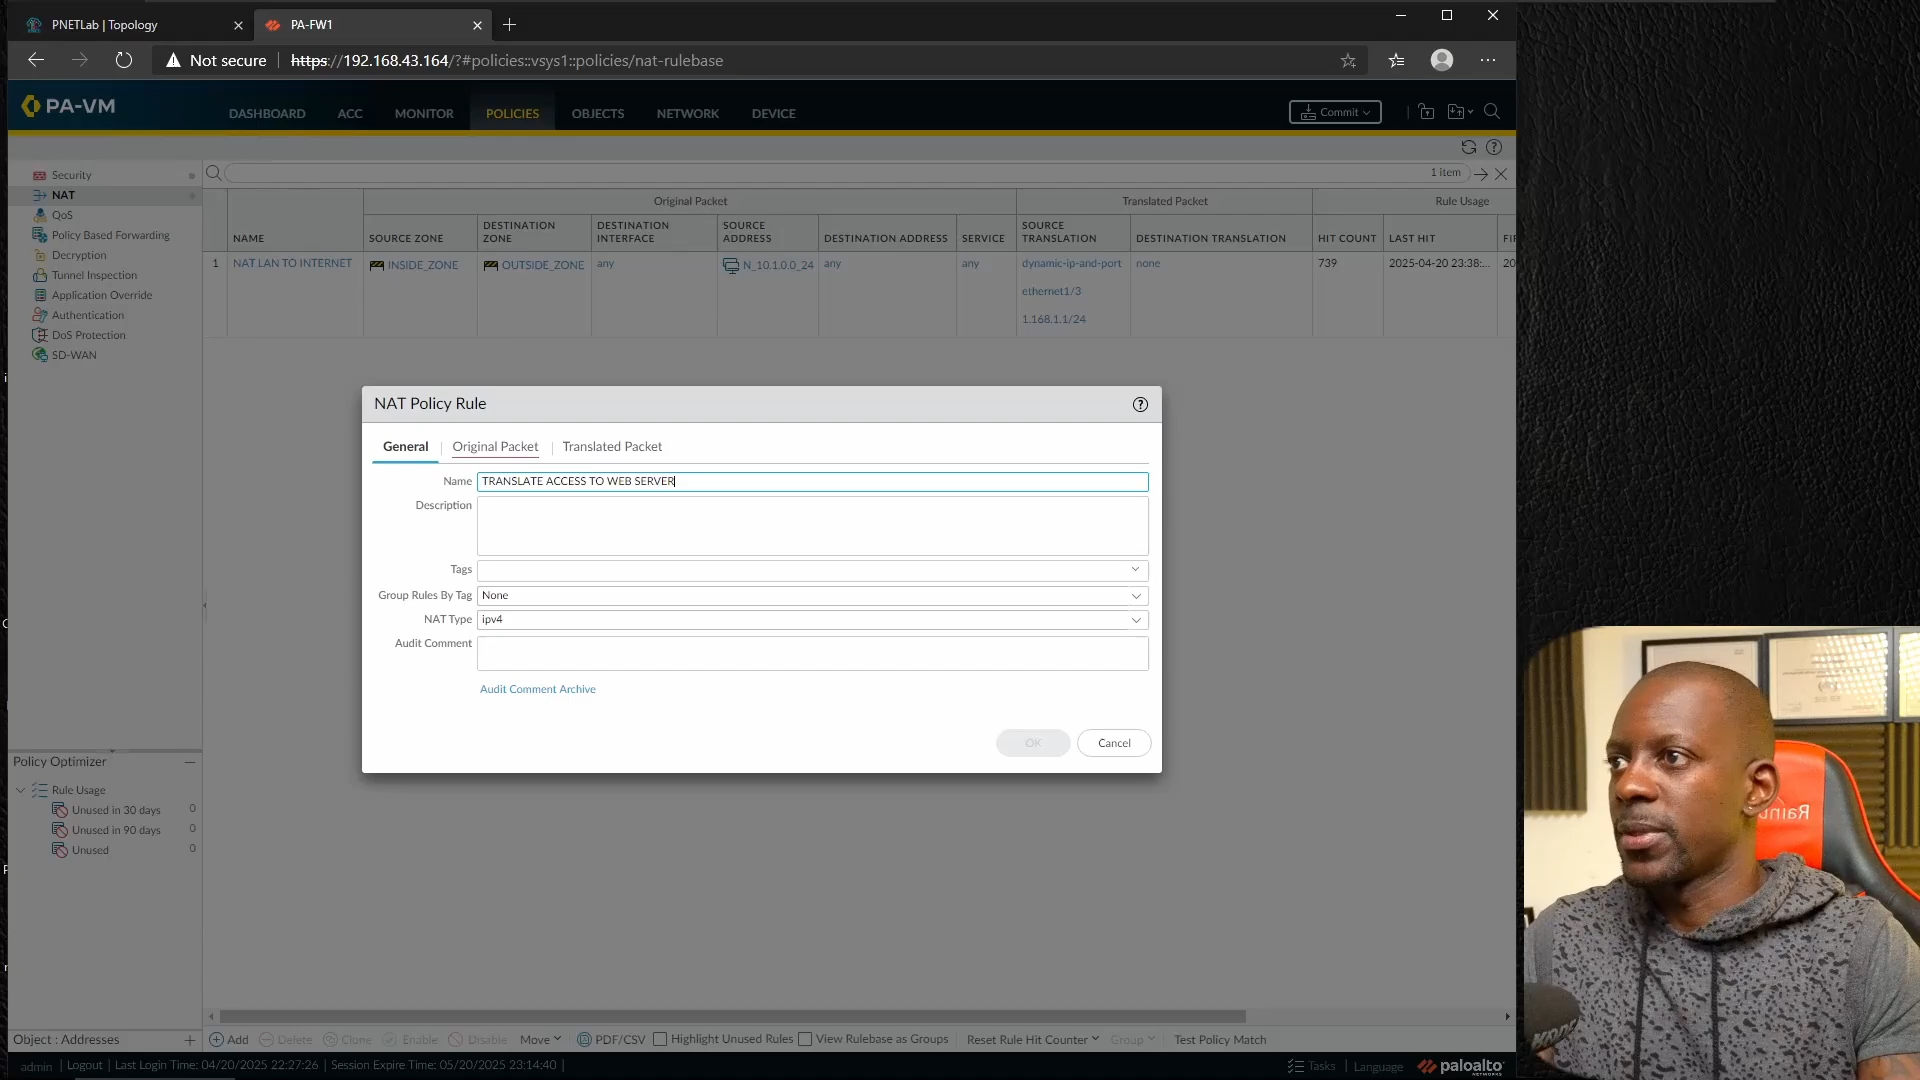 PNETLab | Topology
PA-FW1
Not secure
https://192.168.43.164/?#policies::vsys1::policies/nat-rulebase
PA-VM
DASHBOARD
ACC
MONITOR
POLICIES
OBJECTS
NETWORK
DEVICE
Commit
Security
NAT
QoS
Policy Based Forwarding
Decryption
Tunnel Inspection
Application Override
Authentication
DoS Protection
SD-WAN
1 item
Original Packet
Translated Packet
Rule Usage
NAME
SOURCE ZONE
DESTINATION ZONE
DESTINATION INTERFACE
SOURCE ADDRESS
DESTINATION ADDRESS
SERVICE
SOURCE TRANSLATION
DESTINATION TRANSLATION
HIT COUNT
LAST HIT
1
NAT LAN TO INTERNET
INSIDE_ZONE
OUTSIDE_ZONE
any
N_10.1.0.0_24
any
any
dynamic-ip-and-port
ethernet1/3
1.168.1.1/24
none
739
2025-04-20 23:38:...
20
NAT Policy Rule
General
Original Packet
Translated Packet
Name
TRANSLATE ACCESS TO WEB SERVER
Description
Tags
Group Rules By Tag
None
NAT Type
ipv4
Audit Comment
Audit Comment Archive
OK
Cancel
Policy Optimizer
Rule Usage
Unused in 30 days 0
Unused in 90 days 0
Unused 0
Object : Addresses
Add
Delete
Clone
Enable
Disable
Move
PDF/CSV
Highlight Unused Rules
View Rulebase as Groups
Reset Rule Hit Counter
Group
Test Policy Match
admin | Logout | Last Login Time: 04/20/2025 22:27:26 | Session Expire Time: 05/20/2025 23:14:40 |
Tasks | Language
paloalto
NETWORKS